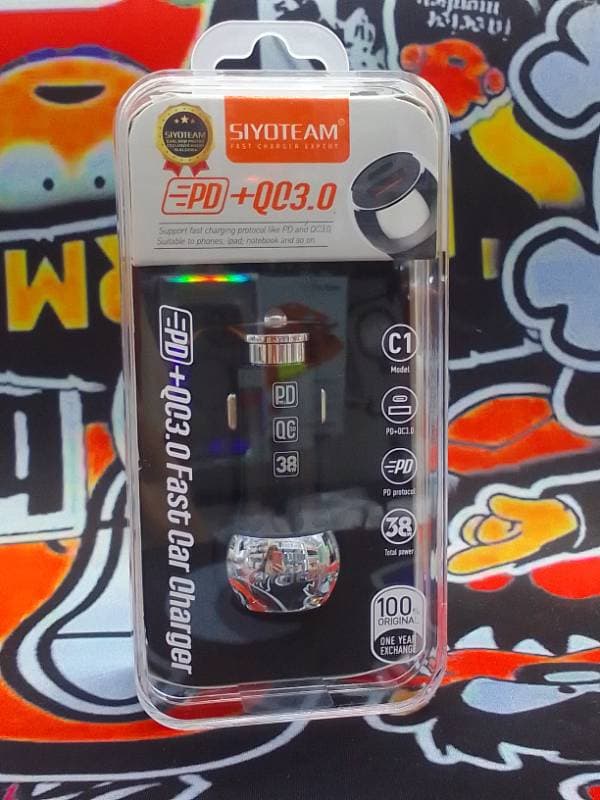 SIYOTEAM
SIYOTEAM®
FAST CHARGER EXPERT
PD+QC3.0
Support fast charging protocol like PD and QC3.0
Suitable to phones, ipad, notebook and so on
PD+QC3.0 Fast Car Charger
PD
QC
38
C1
Model
PD+QC3.0
PD
PD protocol
38
Total power
100%
ORIGINAL
ONE YEAR
EXCHANGE